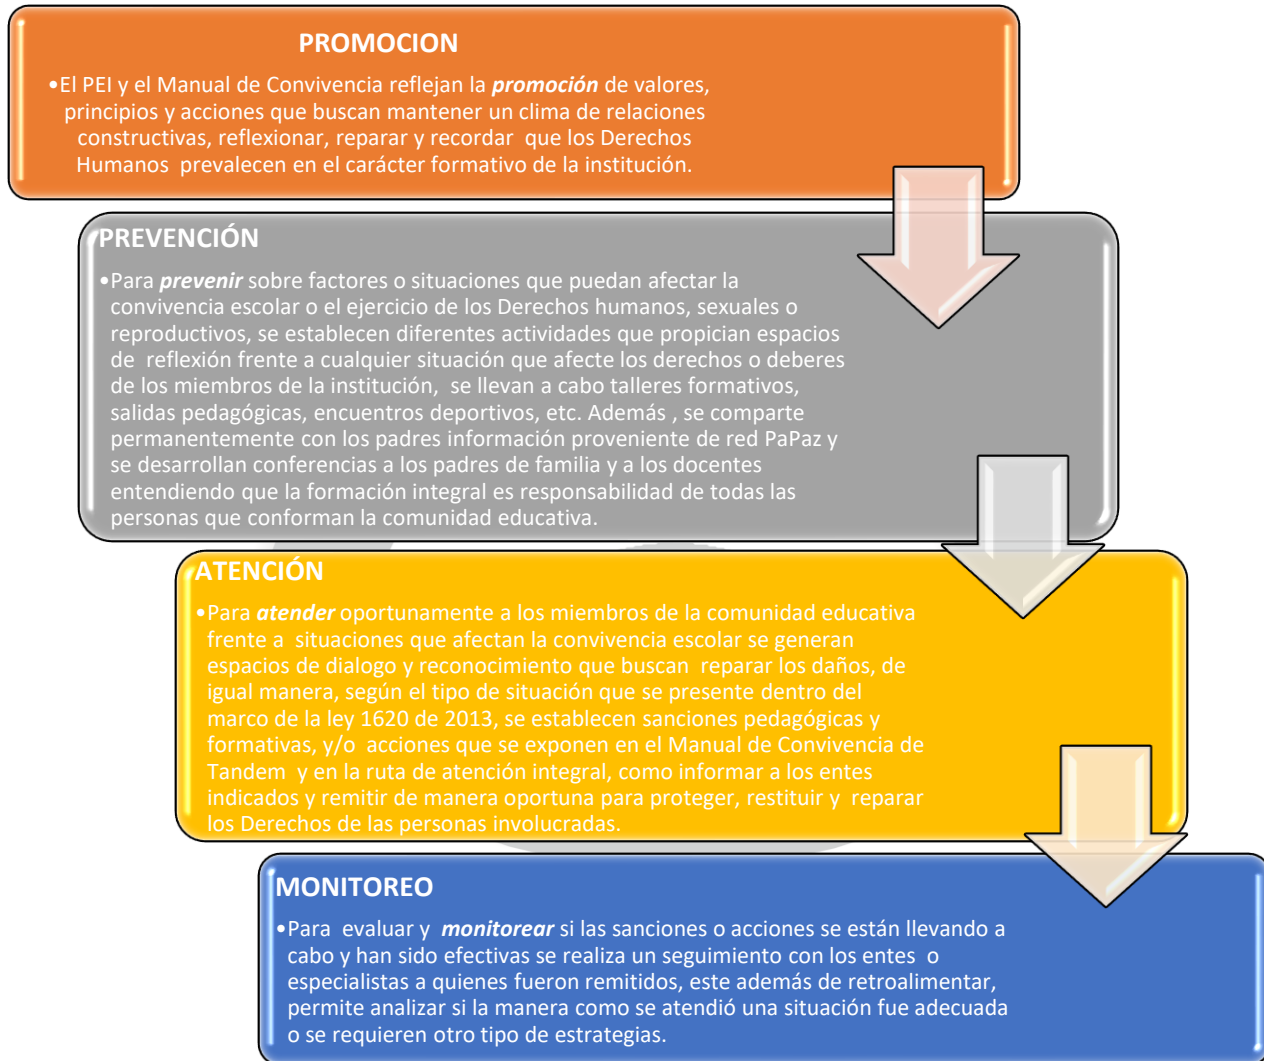 PROMOCION
•El PEI y el Manual de Convivencia reflejan la promoción de valores,
principios y acciones que buscan mantener un clima de relaciones
constructivas, reflexionar, reparar y recordar que los Derechos
Humanos prevalecen en el carácter formativo de la institución.
PREVENCIÓN
•Para prevenir sobre factores o situaciones que puedan afectar la
convivencia escolar o el ejercicio de los Derechos humanos, sexuales o
reproductivos, se establecen diferentes actividades que propician espacios
de reflexión frente a cualquier situación que afecte los derechos o deberes
de los miembros de la institución, se llevan a cabo talleres formativos,
salidas pedagógicas, encuentros deportivos, etc. Además , se comparte
permanentemente con los padres información proveniente de red PaPaz y
se desarrollan conferencias a los padres de familia y a los docentes
entendiendo que la formación integral es responsabilidad de todas las
personas que conforman la comunidad educativa.
ATENCIÓN
•Para atender oportunamente a los miembros de la comunidad educativa
frente a situaciones que afectan la convivencia escolar se generan
espacios de dialogo y reconocimiento que buscan reparar los daños, de
igual manera, según el tipo de situación que se presente dentro del
marco de la ley 1620 de 2013, se establecen sanciones pedagógicas y
formativas, y/o acciones que se exponen en el Manual de Convivencia de
Tandem y en la ruta de atención integral, como informar a los entes
indicados y remitir de manera oportuna para proteger, restituir y reparar
los Derechos de las personas involucradas.
MONITOREO
•Para evaluar y monitorear si las sanciones o acciones se están llevando a
cabo y han sido efectivas se realiza un seguimiento con los entes o
especialistas a quienes fueron remitidos, este además de retroalimentar,
permite analizar si la manera como se atendió una situación fue adecuada
o se requieren otro tipo de estrategias.